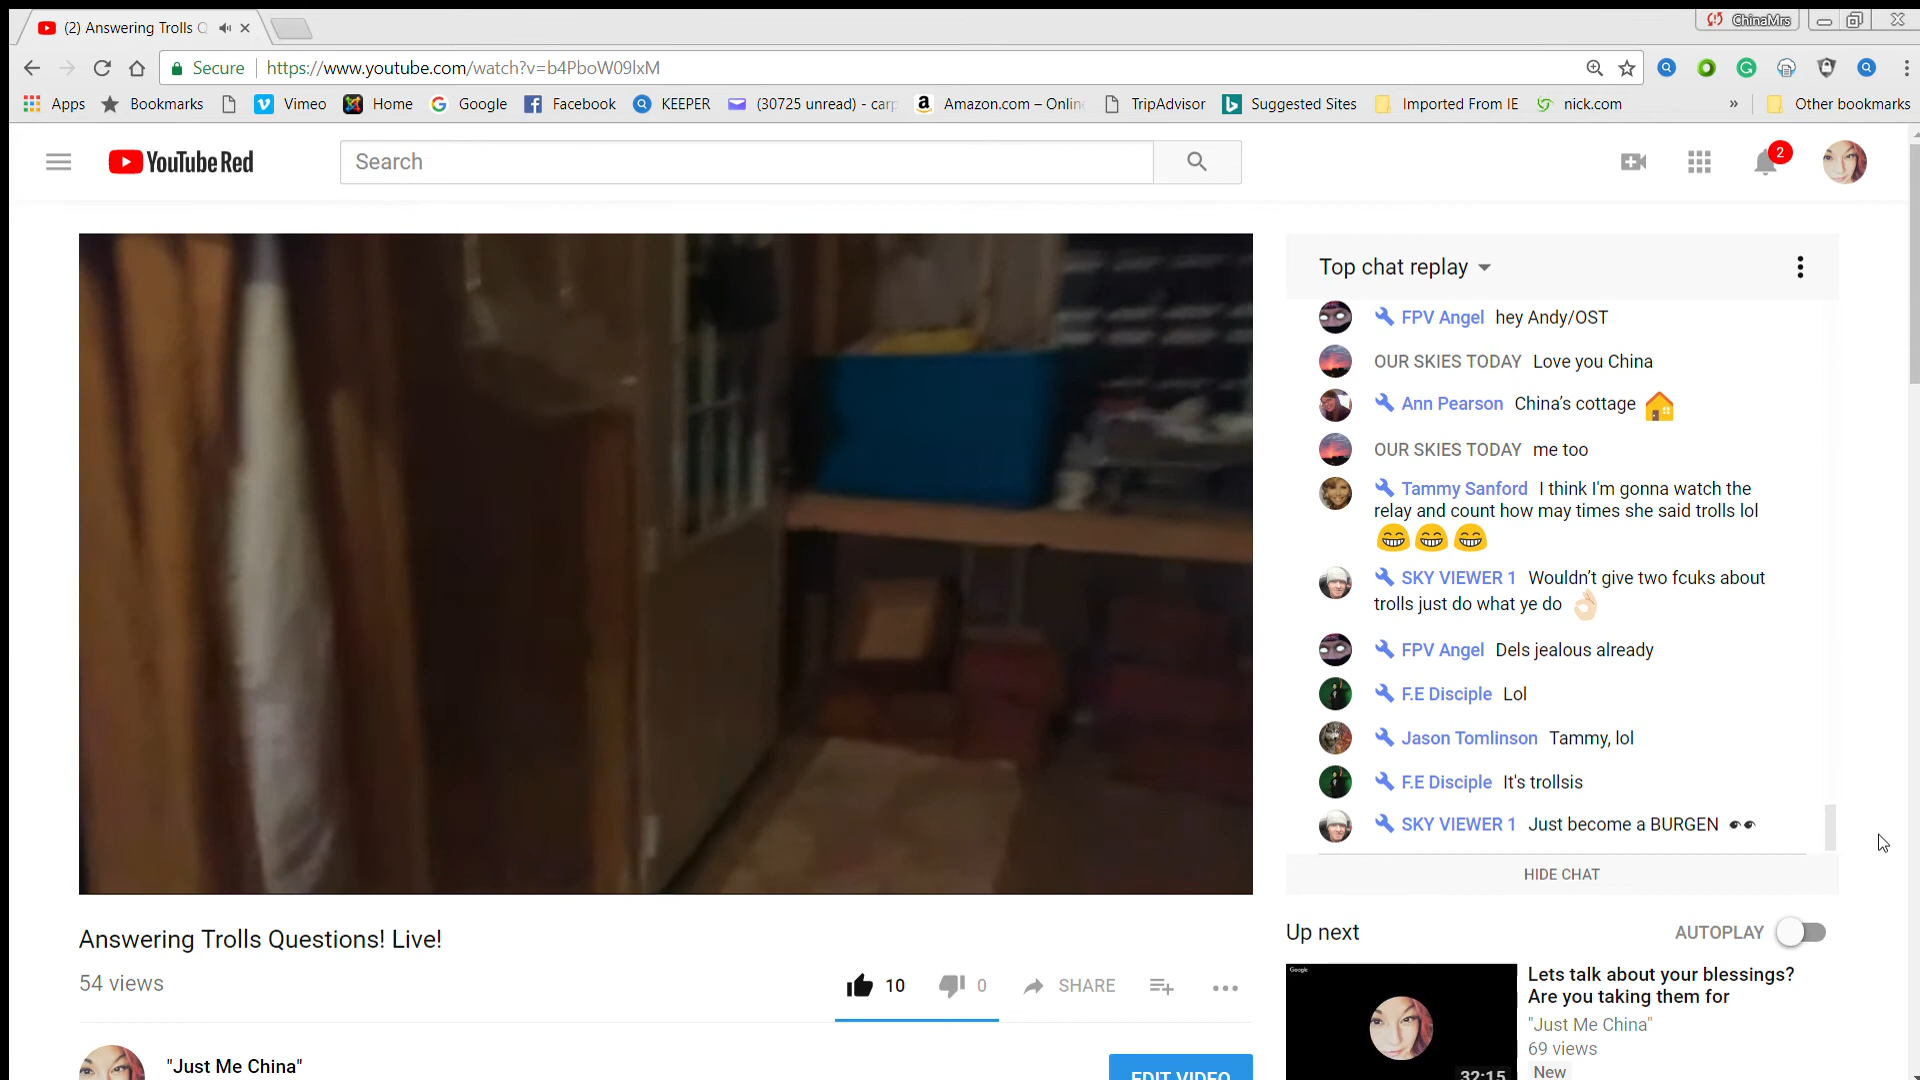 (2) Answering Trolls Q
ChinaMrs
Secure
https://www.youtube.com/watch?v=b4PboW09lxM
Apps
Bookmarks
Vimeo
Home
Google
Facebook
KEEPER
(30725 unread) - carp
Amazon.com – Onlin
TripAdvisor
Suggested Sites
Imported From IE
nick.com
»
Other bookmarks
YouTube Red
Search
2
Top chat replay
FPV Angel hey Andy/OST
OUR SKIES TODAY Love you China
Ann Pearson China's cottage
OUR SKIES TODAY me too
Tammy Sanford I think I'm gonna watch the
relay and count how may times she said trolls lol
SKY VIEWER 1 Wouldn't give two fcuks about
trolls just do what ye do
FPV Angel Dels jealous already
F.E Disciple Lol
Jason Tomlinson Tammy, lol
F.E Disciple It's trollsis
SKY VIEWER 1 Just become a BURGEN
HIDE CHAT
Answering Trolls Questions! Live!
54 views
10
0
SHARE
"Just Me China"
EDIT VIDEO
Up next
AUTOPLAY
Google
32:15
Lets talk about your blessings?
Are you taking them for
"Just Me China"
69 views
New